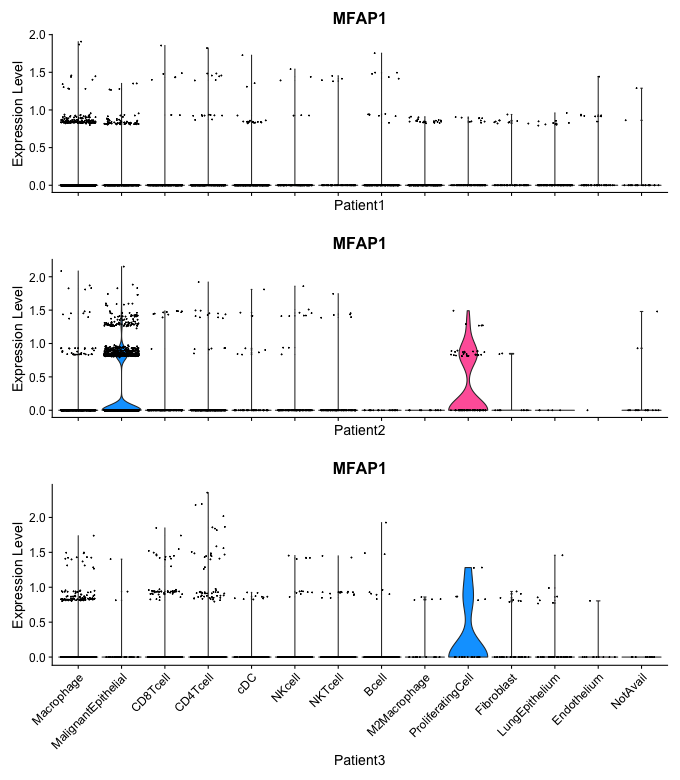 MFAP1
Expression Level
2.0
1.5
1.0
0.5
0.0
Patient1
MFAP1
Expression Level
2.0
1.5
1.0
0.5
0.0
Patient2
MFAP1
Expression Level
2.0
1.5
1.0
0.5
0.0
Macrophage
MalignantEpithelial
CD8Tcell
CD4Tcell
cDC
NKcell
NKTcell
Bcell
M2Macrophage
ProliferatingCell
Fibroblast
LungEpithelium
Endothelium
NotAvail
Patient3